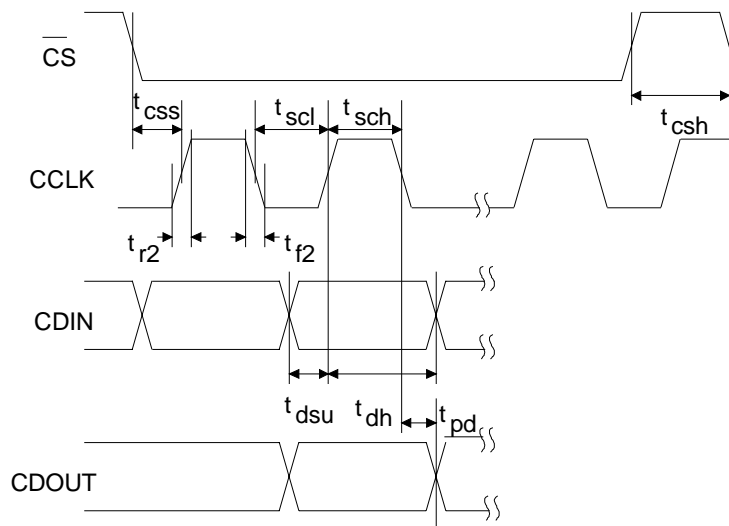 CS
t css
t scl
t sch
t csh
CCLK
t r2
t f2
CDIN
t dsu
t dh
t pd
CDOUT